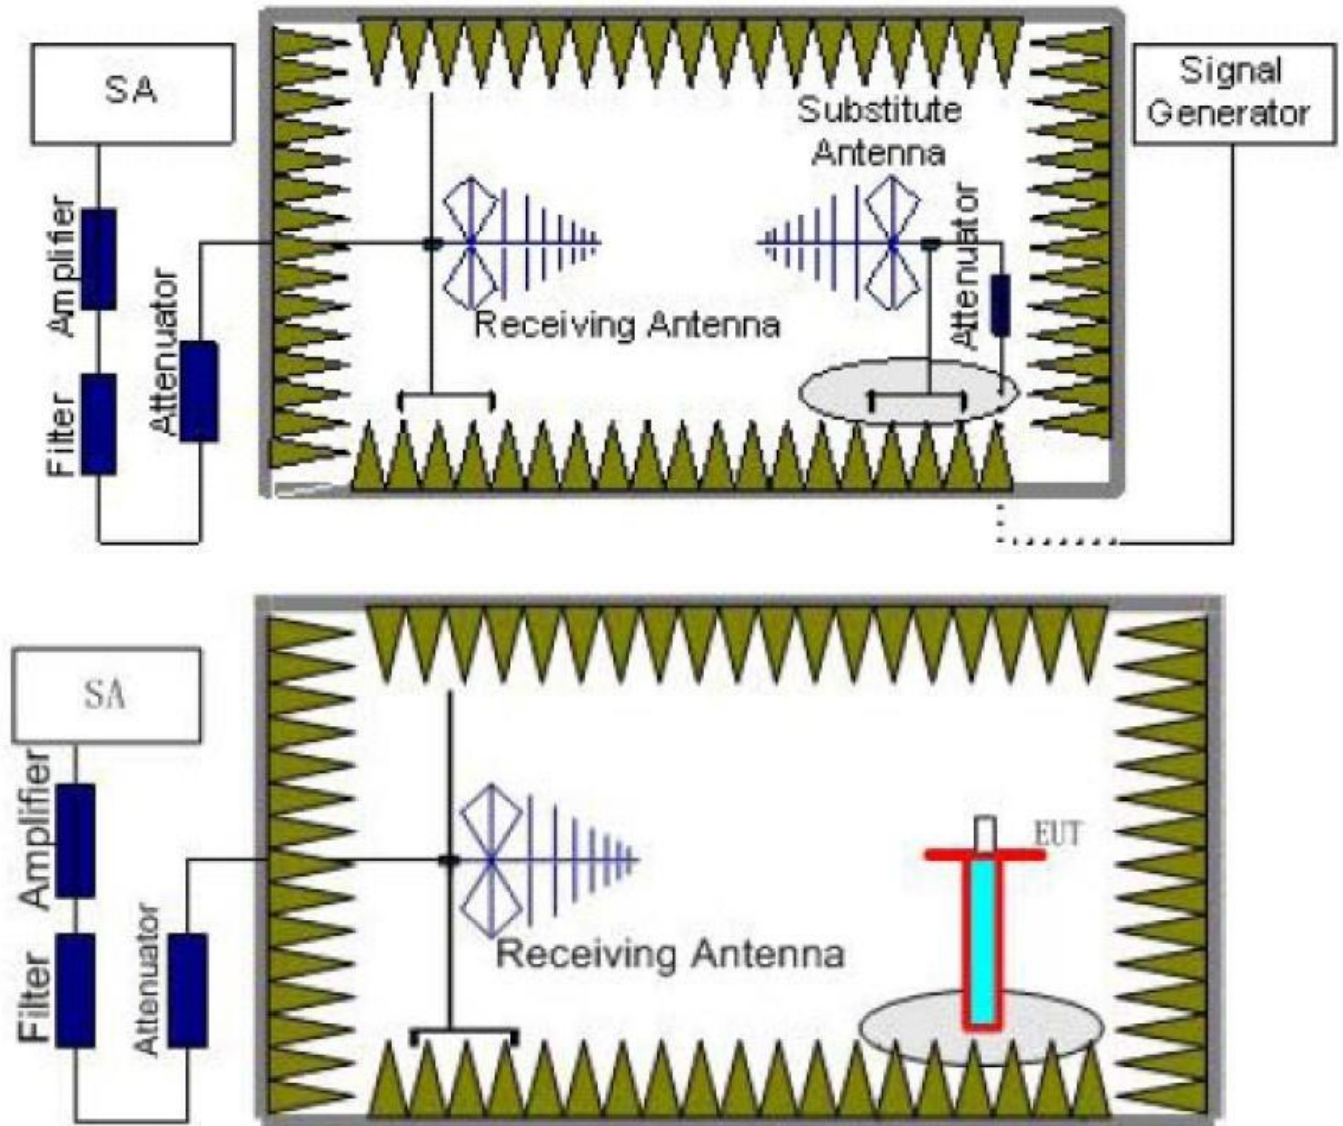 SA
Signal
Generator
Substitute
Antenna
Amplifier
Attenuator
Attenuator
Receiving Antenna
Filter
SA
Amplifier
EUT
Attenuator
Filter
Receiving Antenna